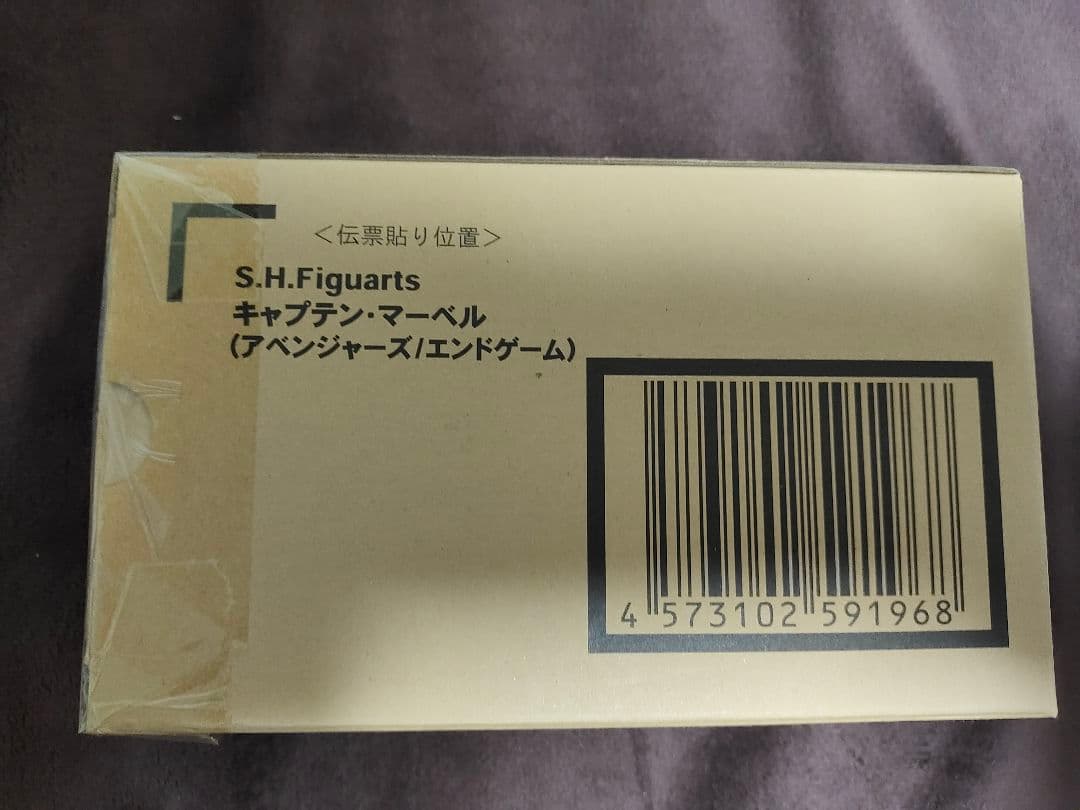 ＜伝票貼り位置＞
S.H.Figuarts
キャプテン・マーベル
(アベンジャーズ/エンドゲーム)
4 573102 591968